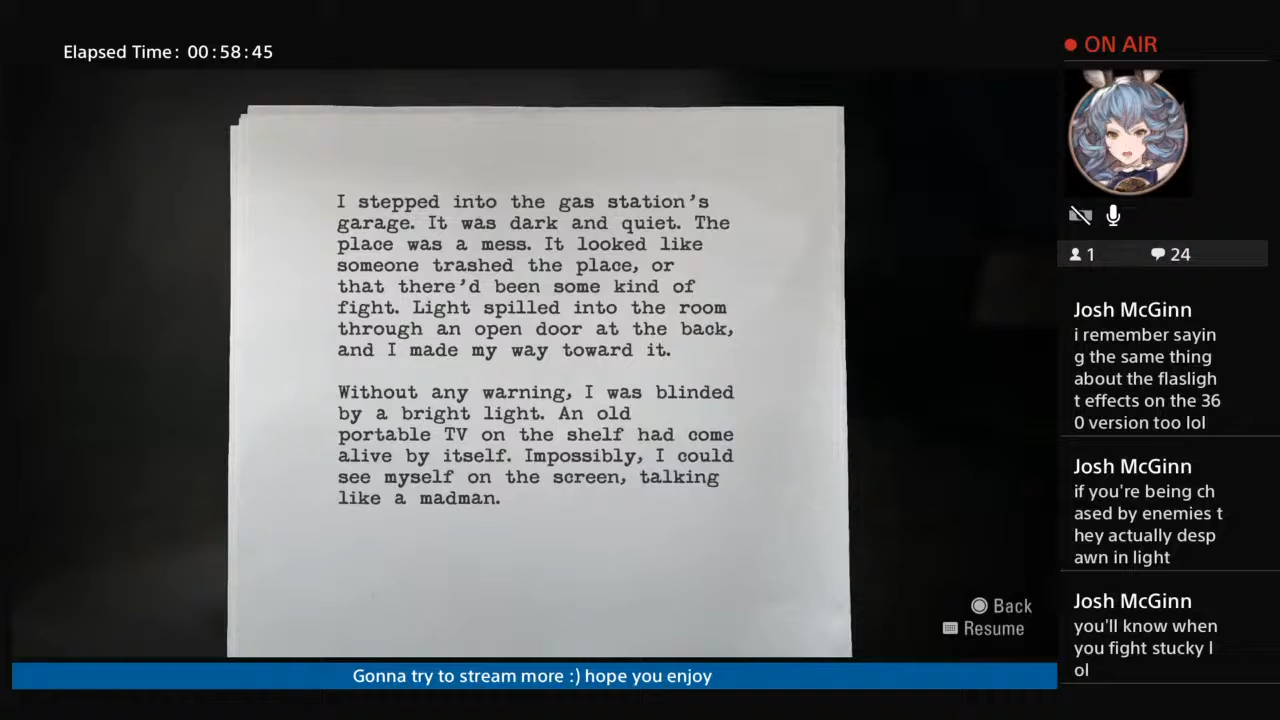 Elapsed Time: 00:58:45
I stepped into the gas station's
garage. It was dark and quiet. The
place was a mess. It looked like
someone trashed the place, or
that there'd been some kind of
fight. Light spilled into the room
through an open door at the back,
and I made my way toward it.
Without any warning, I was blinded
by a bright light. An old
portable TV on the shelf had come
alive by itself. Impossibly, I could
see myself on the screen, talking
like a madman.
Back
Resume
Gonna try to stream more :) hope you enjoy
ON AIR
1
24
Josh McGinn
i remember sayin
g the same thing
about the flasligh
t effects on the 36
0 version too lol
Josh McGinn
if you're being ch
ased by enemies t
hey actually desp
awn in light
Josh McGinn
you'll know when
you fight stucky l
ol